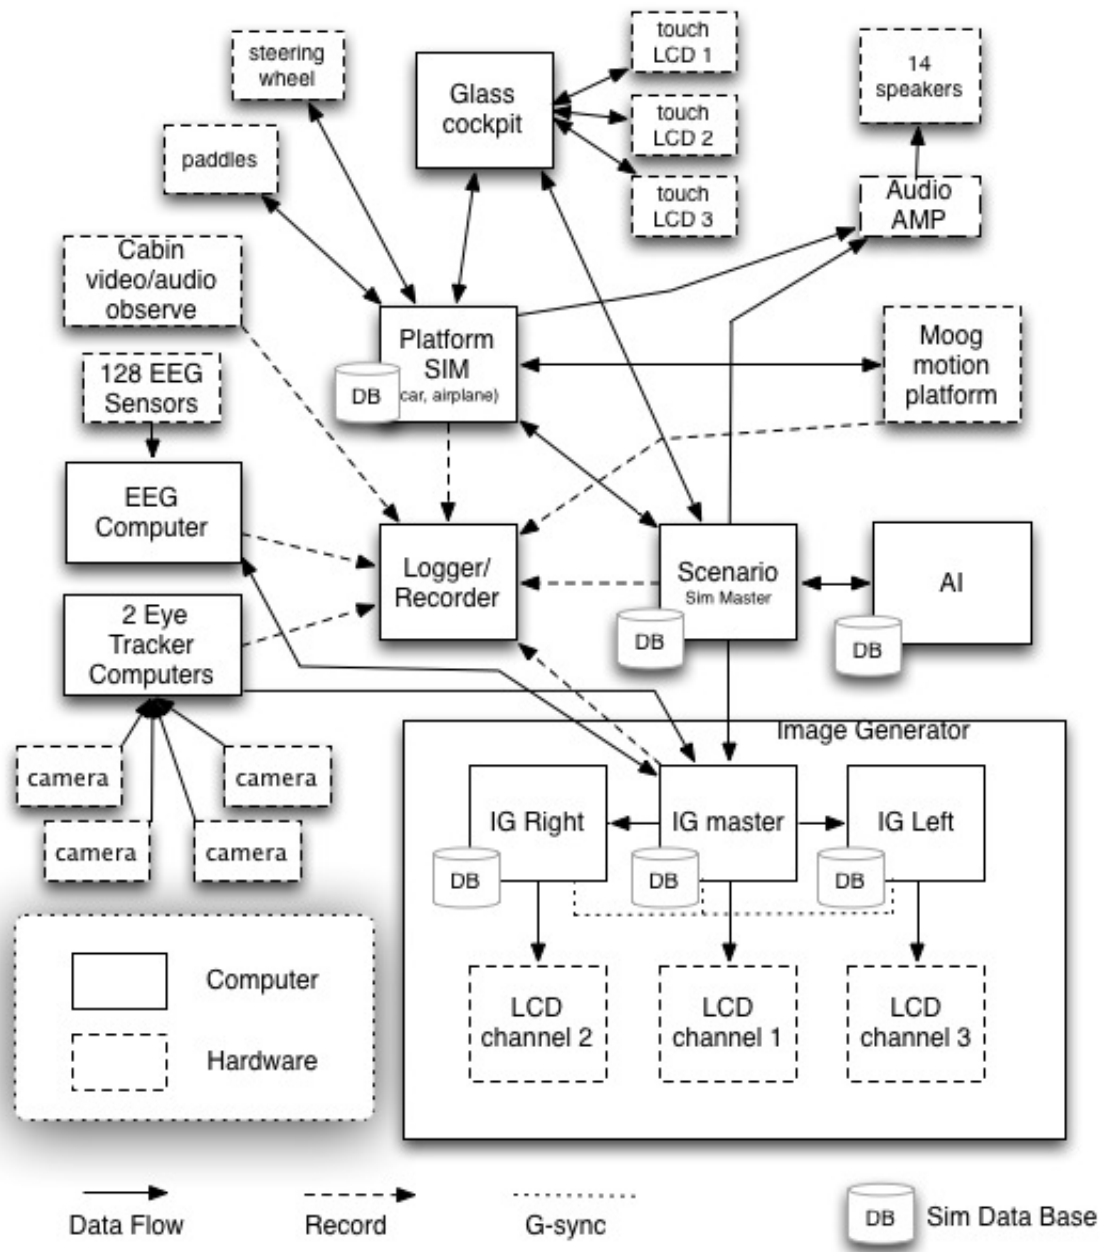 steering
wheel
Glass
cockpit
touch
LCD 1
touch
LCD 2
touch
LCD 3
14
speakers
paddles
Audio
AMP
Cabin
video/audio
observe
Platform
SIM
(car, airplane)
DB
Moog
motion
platform
128 EEG
Sensors
EEG
Computer
Logger/
Recorder
Scenario
Sim Master
DB
AI
DB
2 Eye
Tracker
Computers
camera
camera
camera
camera
Image Generator
IG Right
IG master
IG Left
DB
DB
DB
LCD
channel 2
LCD
channel 1
LCD
channel 3
Computer
Hardware
Data Flow
Record
G-sync
DB
Sim Data Base